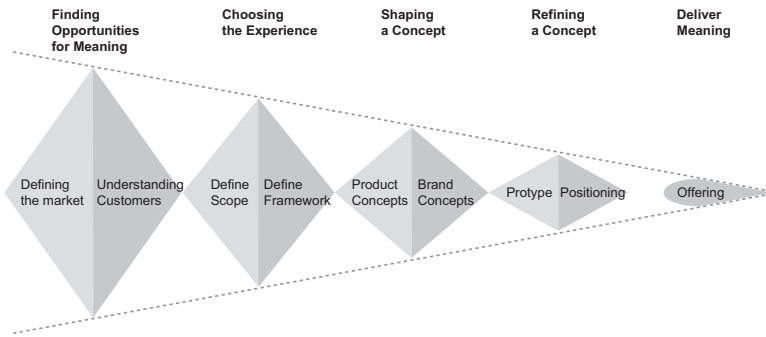 Finding
Opportunities
for Meaning
Choosing
the Experience
Shaping
a Concept
Refining
a Concept
Deliver
Meaning
Defining
the market
Understanding
Customers
Define
Scope
Define
Framework
Product
Concepts
Brand
Concepts
Protype
Positioning
Offering